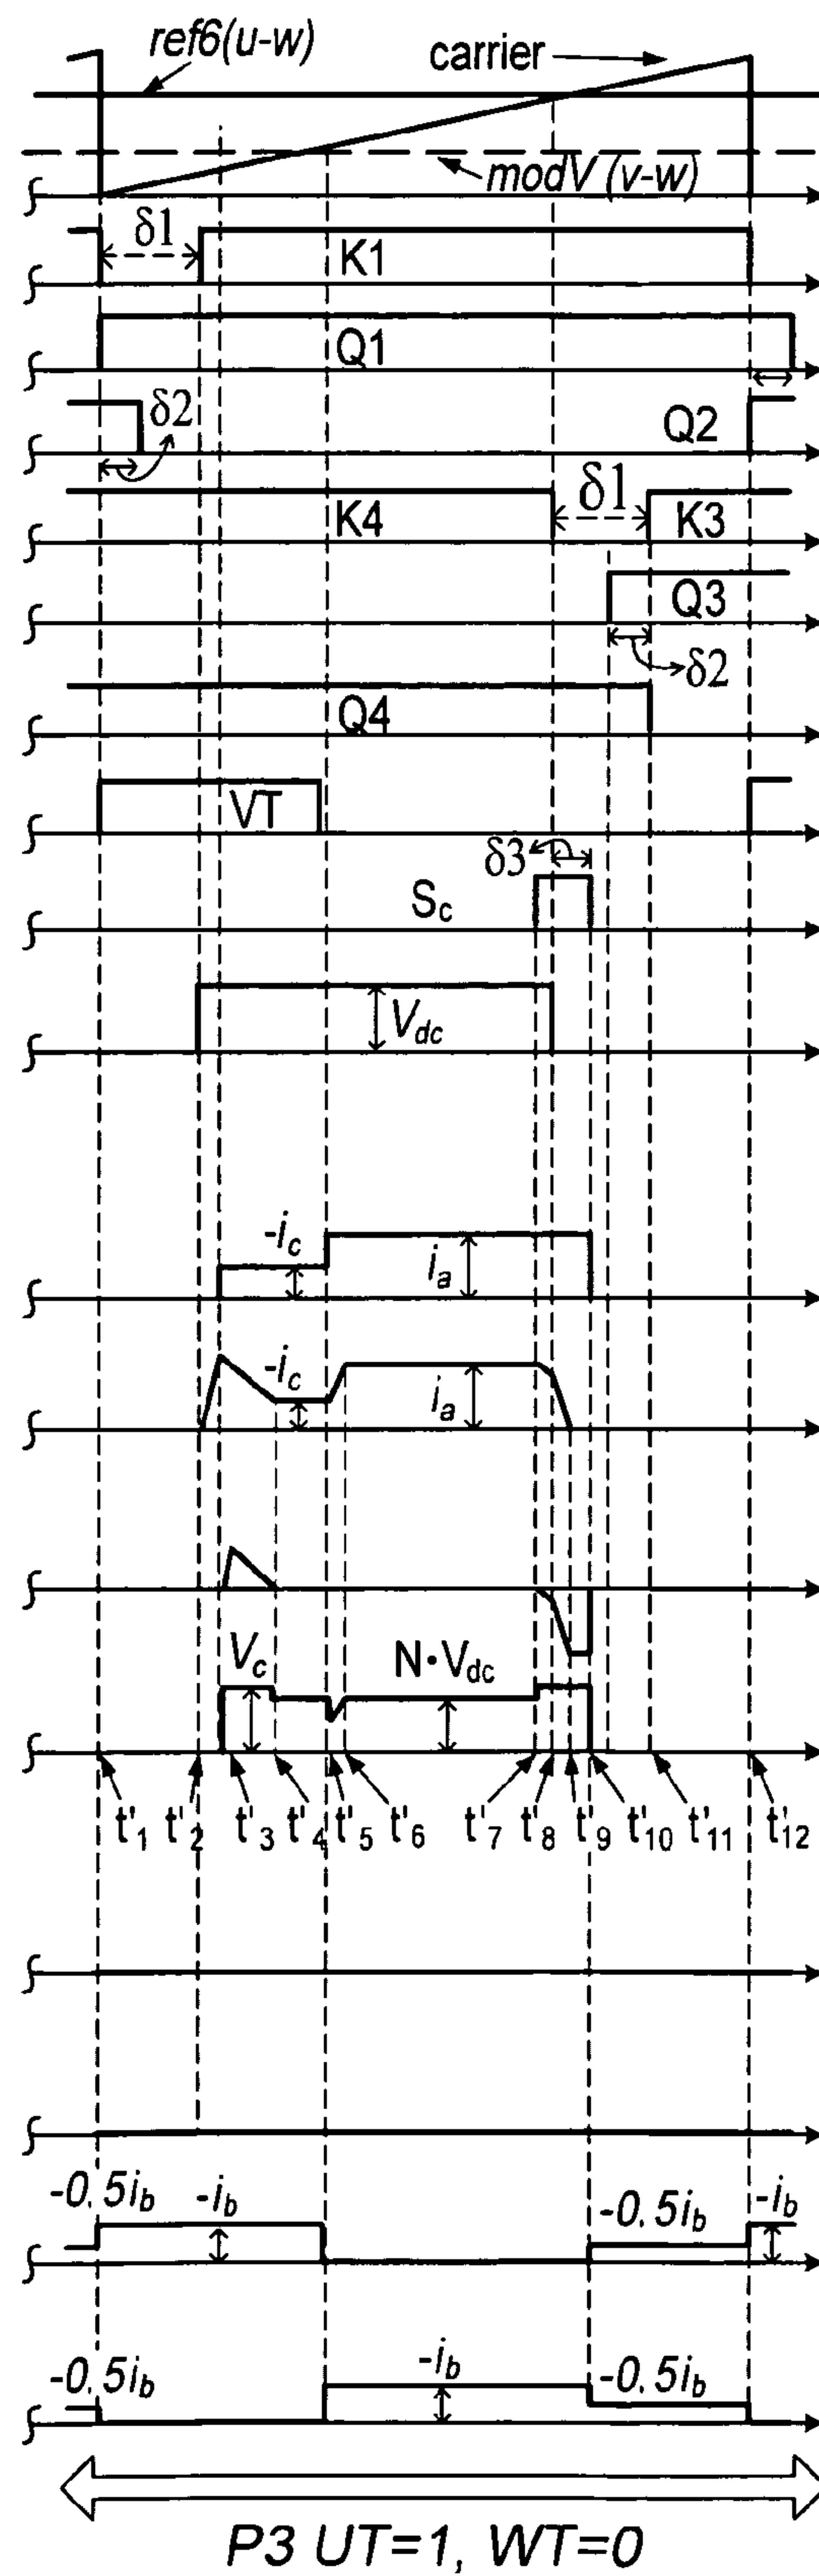 ref6(u-w)
carrier
modV (v-w)
δ1
K1
Q1
δ2
Q2
K4
δ1
K3
Q3
δ2
Q4
VT
δ3
Sc
Vdc
-ic
ia
-ic
ia
Vc
N·Vdc
t'1 t'2 t'3 t'4 t'5 t'6 t'7 t'8 t'9 t'10 t'11 t'12
-0.5ib -ib -0.5ib -ib
-0.5ib -ib -0.5ib
P3 UT=1, WT=0